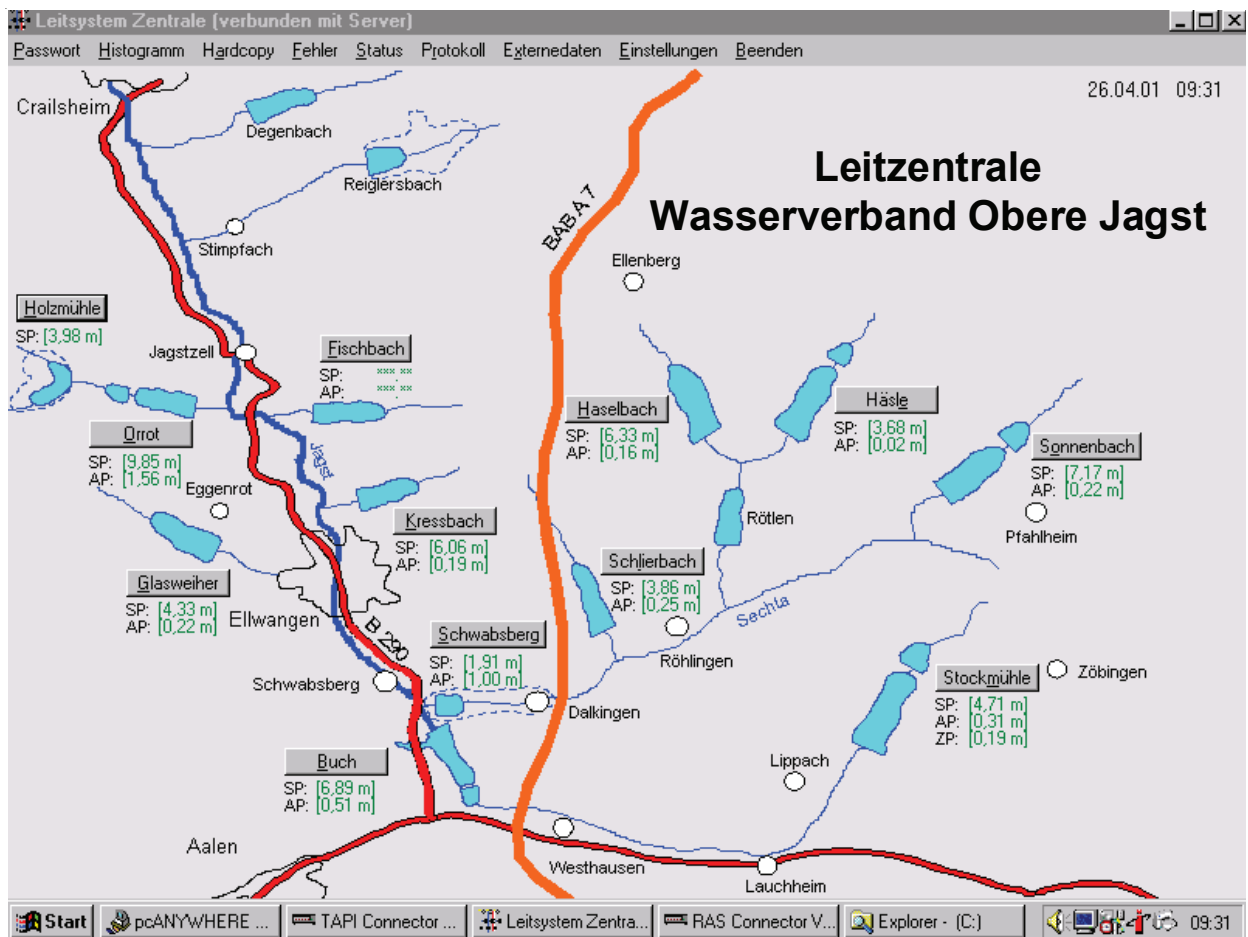 Leitsystem Zentrale (verbunden mit Server)
Passwort Histogramm Hardcopy Fehler Status Protokoll Externedaten Einstellungen Beenden
26.04.01 09:31
Leitzentrale
Wasserverband Obere Jagst
Crailsheim
Degenbach
Reiglersbach
Stimpfach
BAB A 7
Ellenberg
Holzmühle
SP: [3,98 m]
Jagstzell
Fischbach
SP: ***.**
AP: ***.**
Haselbach
SP: [6,33 m]
AP: [0,16 m]
Häsle
SP: [3,68 m]
AP: [0,02 m]
Sonnenbach
SP: [7,17 m]
AP: [0,22 m]
Pfahlheim
Orrot
SP: [9,85 m]
AP: [1,56 m]
Jagst
Eggenrot
Kressbach
SP: [6,06 m]
AP: [0,19 m]
Rötlen
Schlierbach
SP: [3,86 m]
AP: [0,25 m]
Glasweiher
SP: [4,33 m]
AP: [0,22 m]
Ellwangen
B 290
Sechta
Röhlingen
Schwabsberg
SP: [1,91 m]
AP: [1,00 m]
Schwabsberg
Dalkingen
Stockmühle
SP: [4,71 m]
AP: [0,31 m]
ZP: [0,19 m]
Zöbingen
Buch
SP: [6,89 m]
AP: [0,51 m]
Lippach
Aalen
Westhausen
Lauchheim
Start pcANYWHERE ... TAPI Connector ... Leitsystem Zentra... RAS Connector V... Explorer - (C:) 09:31